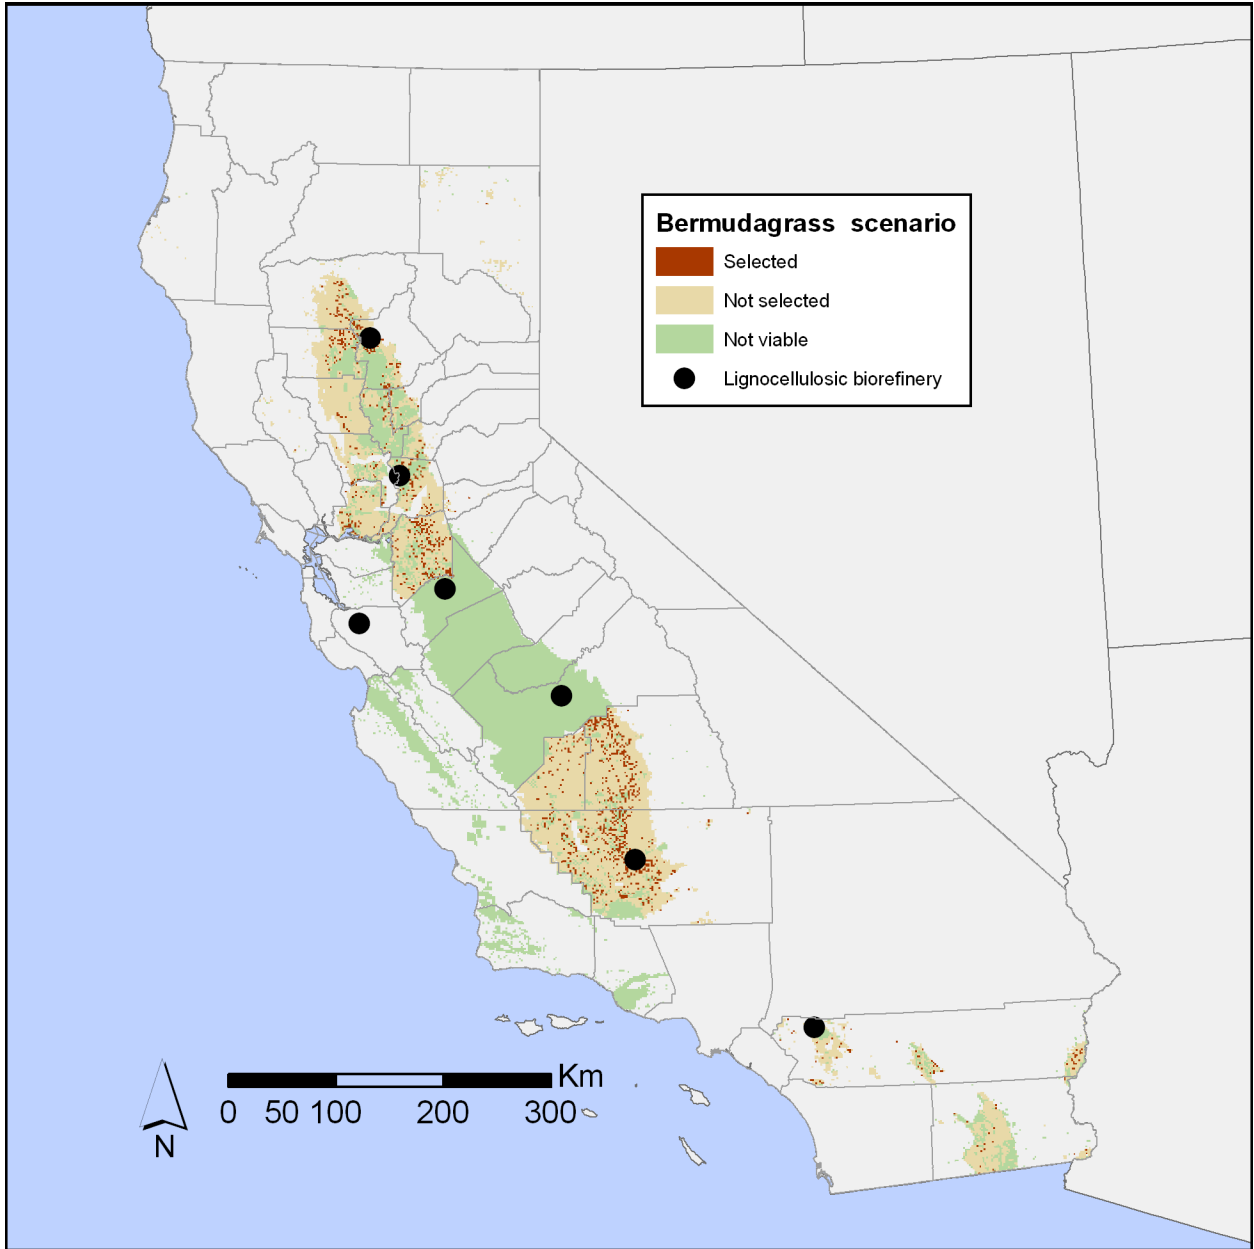 Bermudagrass scenario
Selected
Not selected
Not viable
Lignocellulosic biorefinery
Km
0 50 100 200 300
N